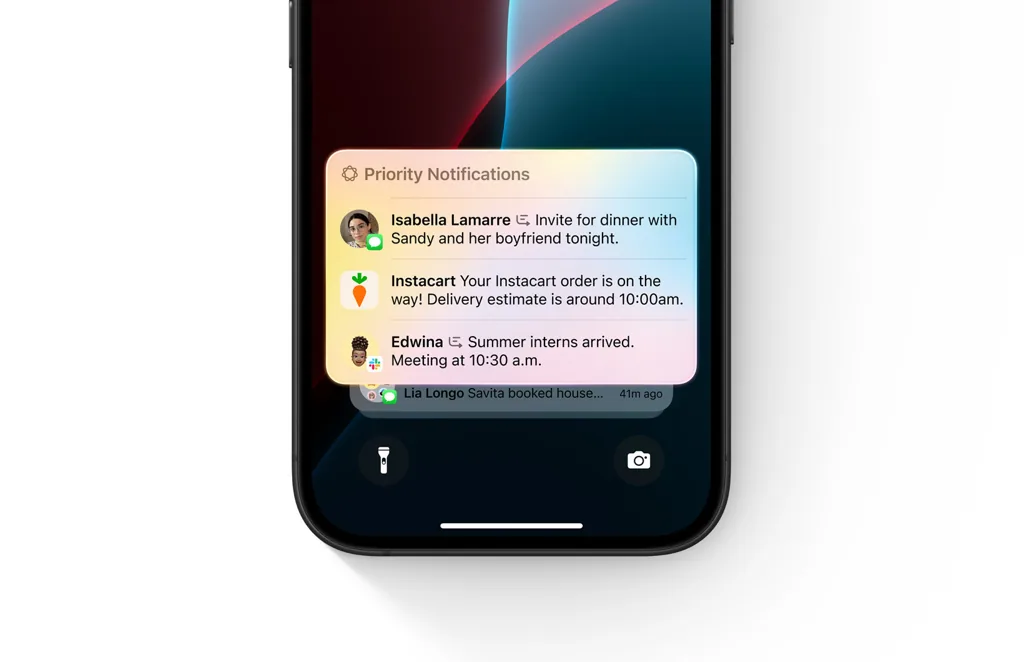 Priority Notifications
Isabella Lamarre Invite for dinner with
Sandy and her boyfriend tonight.
Instacart Your Instacart order is on the
way! Delivery estimate is around 10:00am.
Edwina Summer interns arrived.
Meeting at 10:30 a.m.
Lia Longo Savita booked house... 41m ago